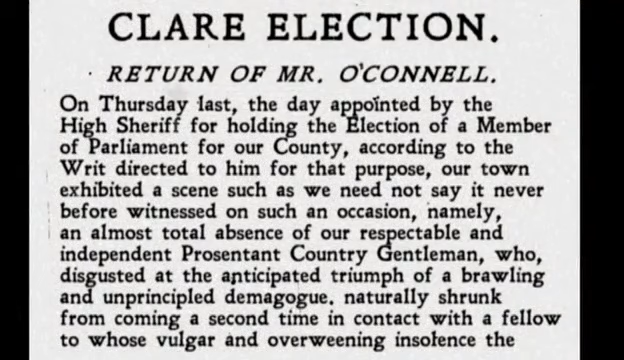 CLARE ELECTION.
RETURN OF MR. O'CONNELL.
On Thursday last, the day appointed by the
High Sheriff for holding the Election of a Member
of Parliament for our County, according to the
Writ directed to him for that purpose, our town
exhibited a scene such as we need not say it never
before witnessed on such an occasion, namely,
an almost total absence of our respectable and
independent Prosentant Country Gentleman, who,
disgusted at the anticipated triumph of a brawling
and unprincipled demagogue. naturally shrunk
from coming a second time in contact with a fellow
to whose vulgar and overweening insolence the